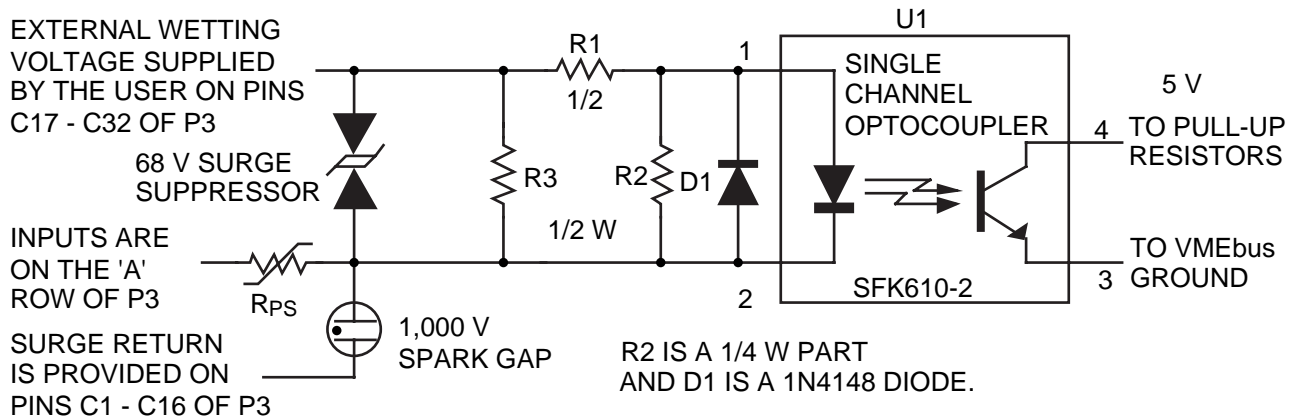 EXTERNAL WETTING
VOLTAGE SUPPLIED
BY THE USER ON PINS
C17 - C32 OF P3
68 V SURGE
SUPPRESSOR
INPUTS ARE
ON THE 'A'
ROW OF P3
RPS
SURGE RETURN
IS PROVIDED ON
PINS C1 - C16 OF P3
1,000 V
SPARK GAP
R1
1/2
R3
1/2 W
R2
D1
1
2
U1
SINGLE
CHANNEL
OPTOCOUPLER
SFK610-2
5 V
4
TO PULL-UP
RESISTORS
TO VMEbus
3
GROUND
R2 IS A 1/4 W PART
AND D1 IS A 1N4148 DIODE.